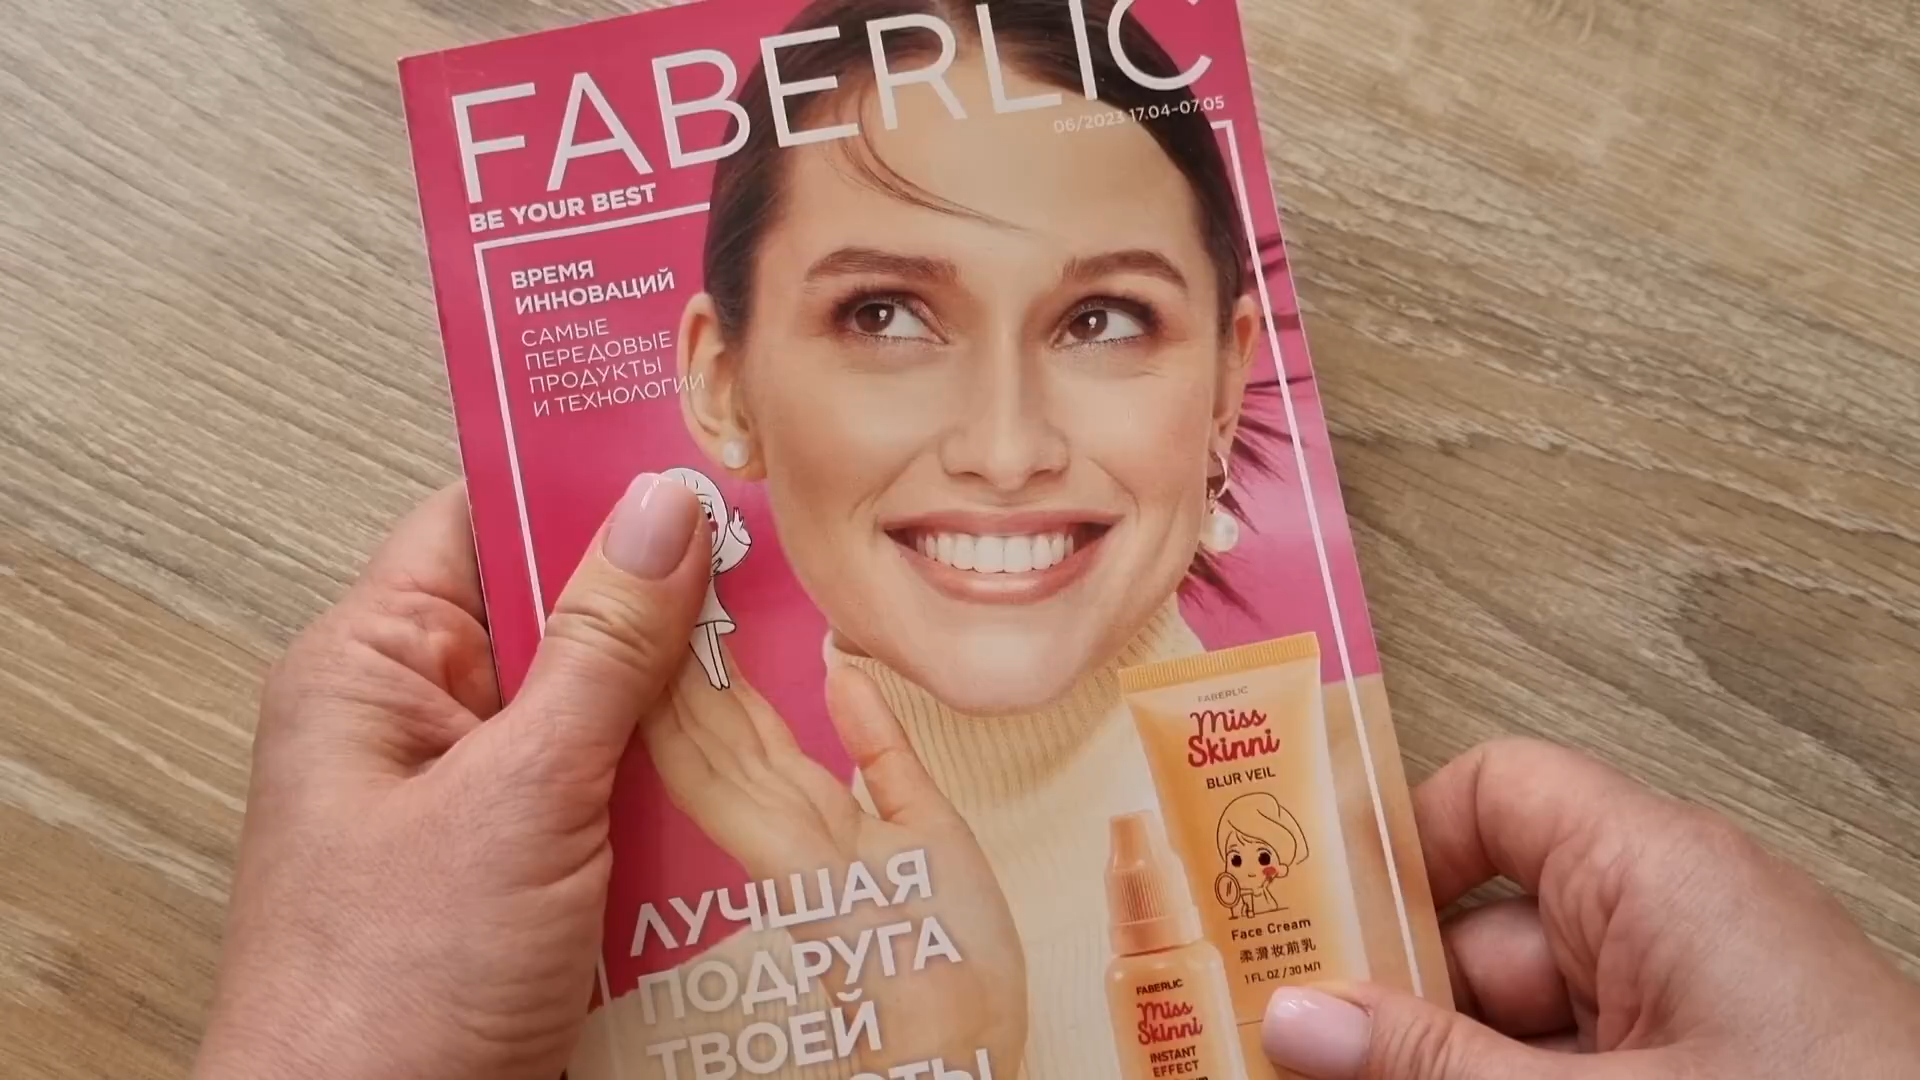 FABERLIC
06/2023 17.04-07.05
BE YOUR BEST
ВРЕМЯ
ИННОВАЦИЙ
САМЫЕ
ПЕРЕДОВЫЕ
ПРОДУКТЫ
И ТЕХНОЛОГИИ
FABERLIC
Miss
Skinni
BLUR VEIL
Face Cream
柔滑妆前乳
1 FL OZ / 30 МЛ
ЛУЧШАЯ
ПОДРУГА
ТВОЕЙ
FABERLIC
Miss
Skinni
INSTANT
EFFECT